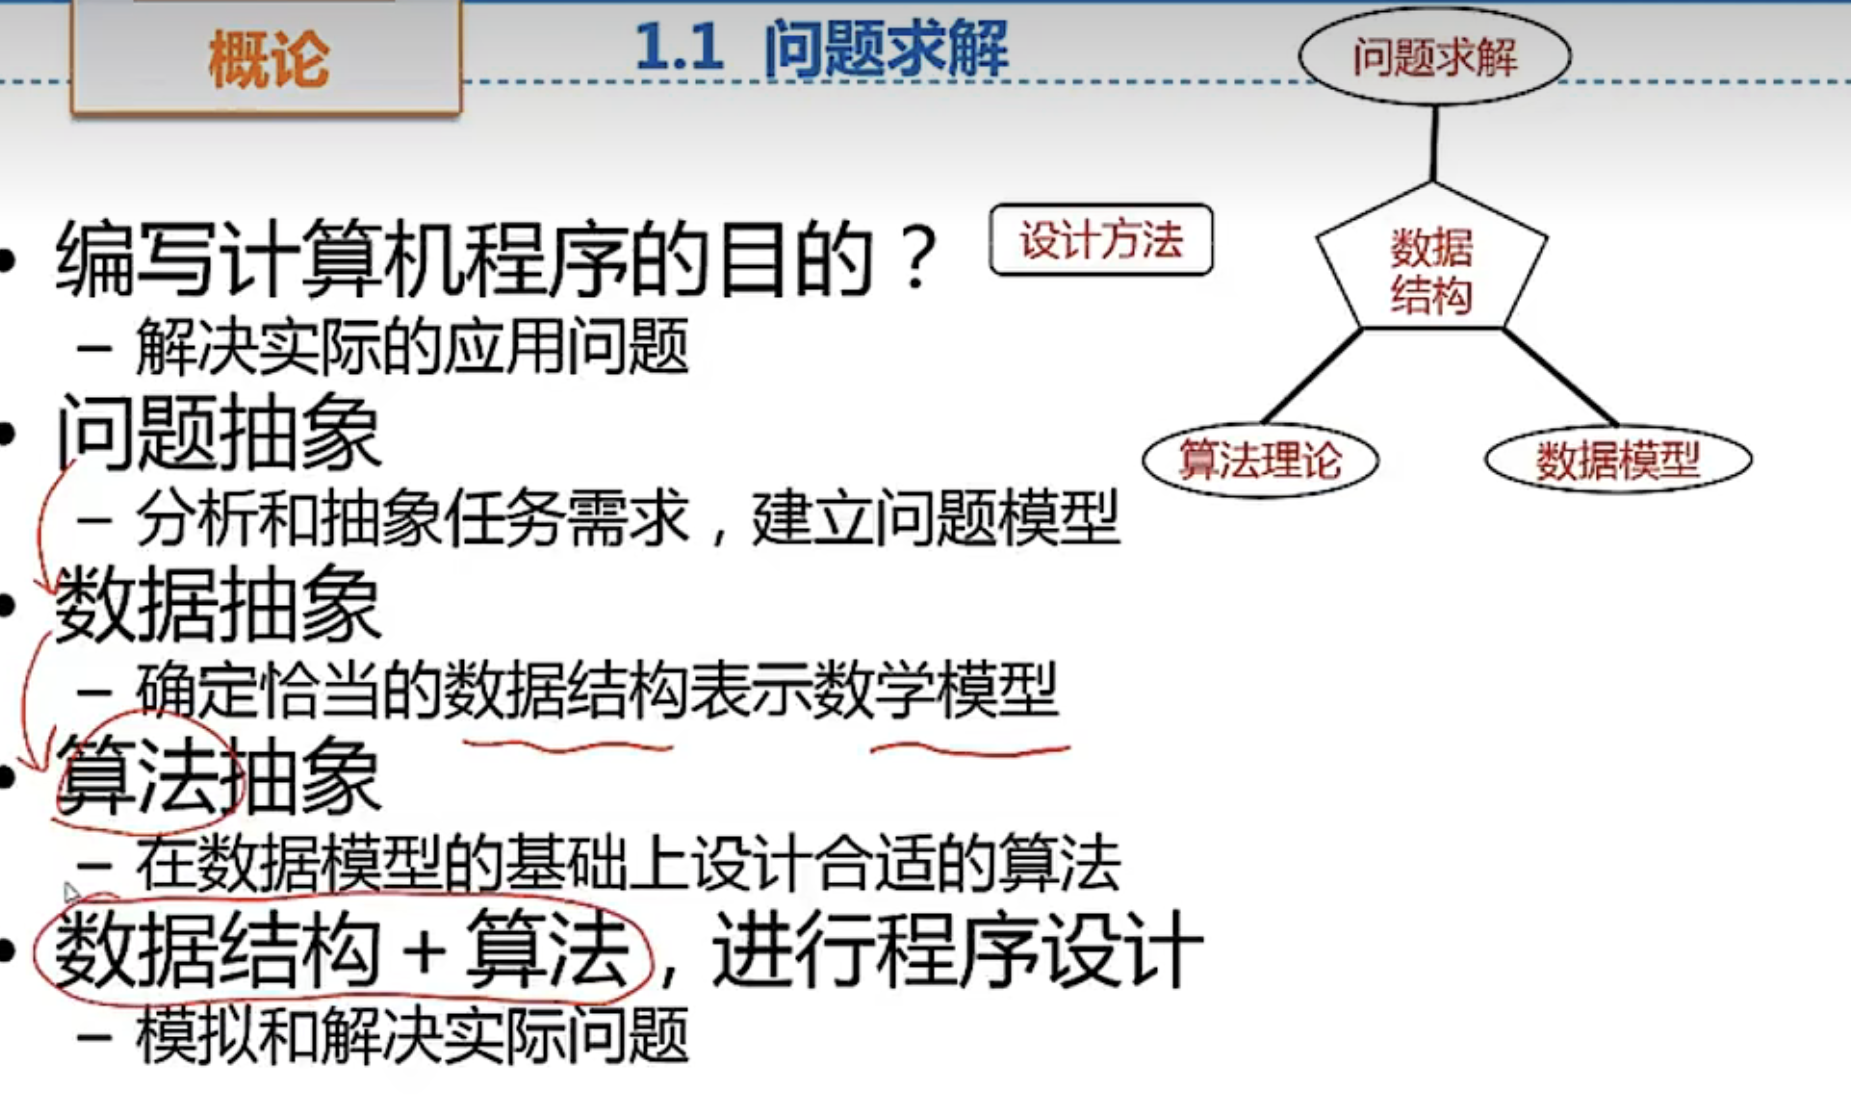 概论
1.1 问题求解
问题求解
设计方法
数据
结构
算法理论
数据模型
• 编写计算机程序的目的？
– 解决实际的应用问题
• 问题抽象
– 分析和抽象任务需求，建立问题模型
• 数据抽象
– 确定恰当的数据结构表示数学模型
• 算法抽象
– 在数据模型的基础上设计合适的算法
• 数据结构+算法，进行程序设计
– 模拟和解决实际问题